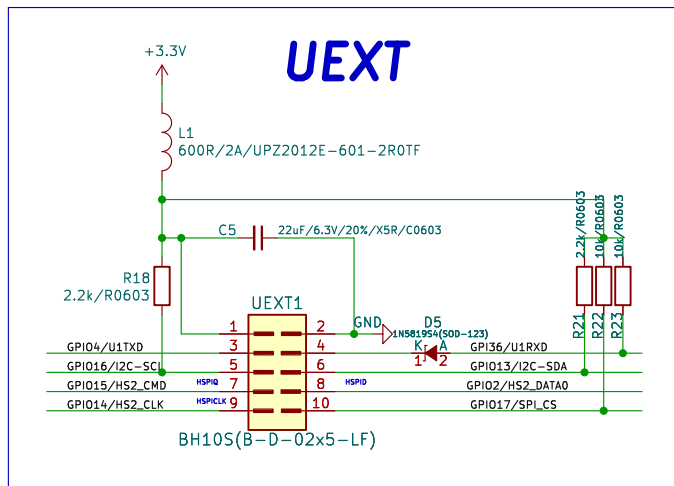 UEXT
+3.3V
L1
600R/2A/UPZ2012E-601-2R0TF
C5
22uF/6.3V/20%/X5R/C0603
2.2k/R0603
10k/R0603
10k/R0603
R18
2.2k/R0603
R21
R22
R23
UEXT1
GND
D5
1N5819S4(SOD-123)
1
2
GPIO4/U1TXD
3
4
K
A
1
2
GPI36/U1RXD
GPIO16/I2C-SCL
5
6
GPIO13/I2C-SDA
GPIO15/HS2_CMD
HSPIQ
7
8
HSPID
GPIO2/HS2_DATA0
GPIO14/HS2_CLK
HSPICLK
9
10
GPIO17/SPI_CS
BH10S(B-D-02x5-LF)